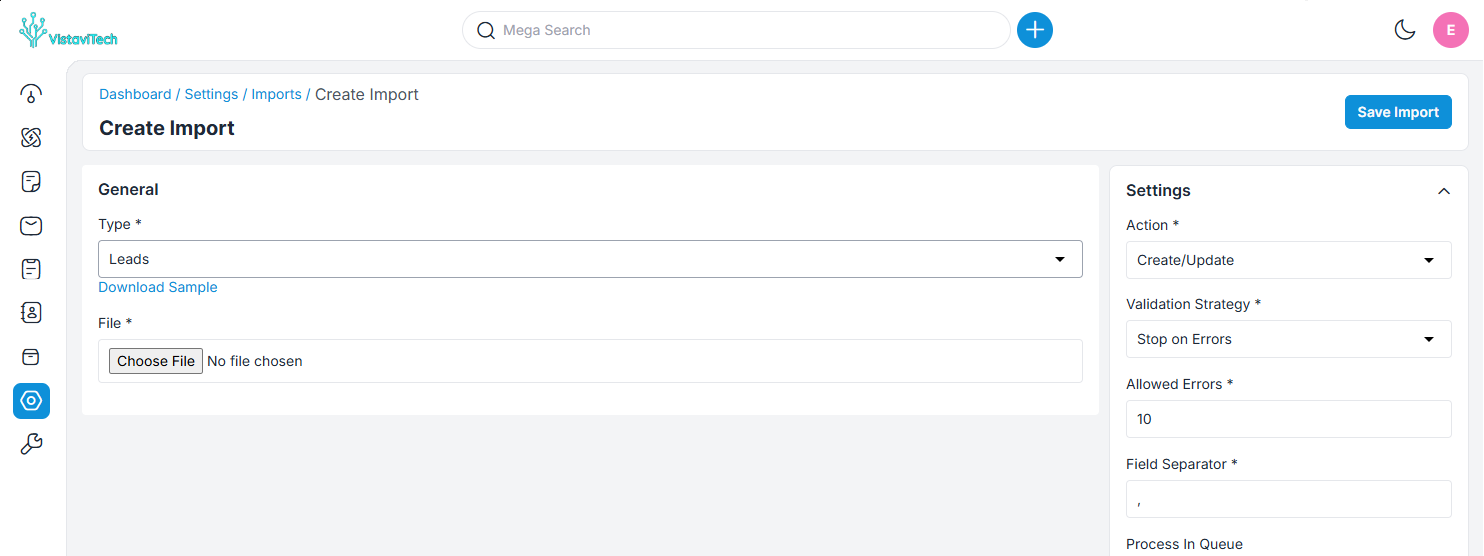 VistaviTech
Mega Search
E
Dashboard / Settings / Imports / Create Import
Create Import
Save Import
General
Type *
Leads
Download Sample
File *
Choose File No file chosen
Settings
Action *
Create/Update
Validation Strategy *
Stop on Errors
Allowed Errors *
10
Field Separator *
,
Process In Queue